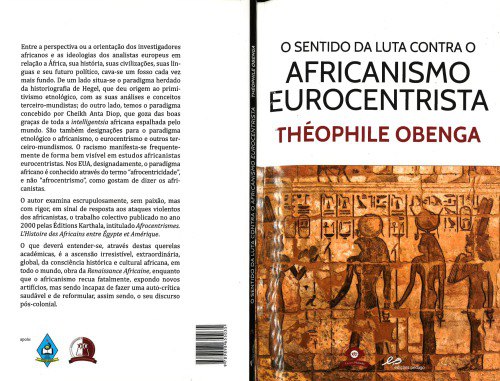 Entre a perspectiva ou a orientação dos investigadores
africanos e as ideologias dos analistas europeus em
relação a África, sua história, suas civilizações, suas lín-
guas e seu futuro político, cava-se um fosso cada vez
mais fundo. De um lado situa-se o paradigma herdado
da historiografia de Hegel, que deu origem ao primi-
tivismo etnológico, com as suas análises e conceitos
terceiro-mundistas; do outro lado, temos o paradigma
concebido por Cheikh Anta Diop, que goza das boas
graças de toda a intelligentsia africana espalhada pelo
mundo. São também designações para o paradigma
etnológico o africanismo, o eurocentrismo e outros ter-
ceiro-mundismos. O racismo manifesta-se frequente-
mente de forma bem visível em estudos africanistas
eurocentristas. Nos EUA, designadamente, o paradigma
africano é conhecido através do termo "afrocentricidade",
e não "afrocentrismo", como gostam de dizer os afri-
canistas.
O autor examina escrupulosamente, sem paixão, mas
com rigor; em sinal de resposta aos ataques violentos
dos africanistas, o trabalho colectivo publicado no ano
2000 pelas Éditions Karthala, intitulado Afrocentrismes.
L'Histoire des Africains entre Égypte et Amérique.
O que deverá entender-se, através destas querelas
académicas, é a ascensão irresistível, extraordinária,
global, da consciência histórica e cultural africana, em
todo o mundo, obra da Renaissance Africaine, enquanto
que o africanismo recua fatalmente, expondo novos
artifícios, mas sendo incapaz de fazer uma auto-crítica
saudável e de reformular, assim sendo, o seu discurso
pós-colonial.
apoio:
O SENTIDO DA LUTA CONTRA O AFRICANISMO EUROCENTRISTA
THÉOPHILE OBENGA
O SENTIDO DA LUTA CONTRA O
AFRICANISMO
EUROCENTRISTA
THÉOPHILE OBENGA
edições pedago